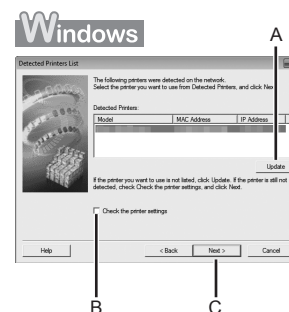 Windows
A
Detected Printers List
The following printers were detected on the network.
Select the printer you want to use from Detected Printers, and click Nex
Detected Printers:
Model MAC Address IP Address
Update
If the printer you want to use is not listed, click Update. If the printer is still not
detected, check Check the printer settings, and click Next.
Check the printer settings
Help < Back Next > Cancel
B C